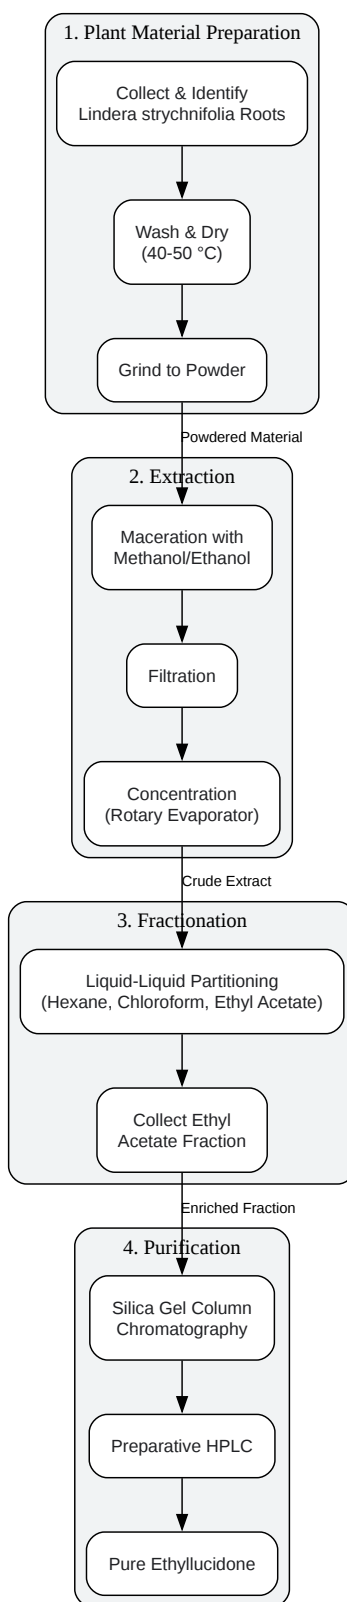 1. Plant Material Preparation
Collect & Identify
Lindera strychnifolia Roots
Wash & Dry
(40-50 °C)
Grind to Powder
Powdered Material
2. Extraction
Maceration with
Methanol/Ethanol
Filtration
Concentration
(Rotary Evaporator)
Crude Extract
3. Fractionation
Liquid-Liquid Partitioning
(Hexane, Chloroform, Ethyl Acetate)
Collect Ethyl
Acetate Fraction
Enriched Fraction
4. Purification
Silica Gel Column
Chromatography
Preparative HPLC
Pure Ethyllucidone